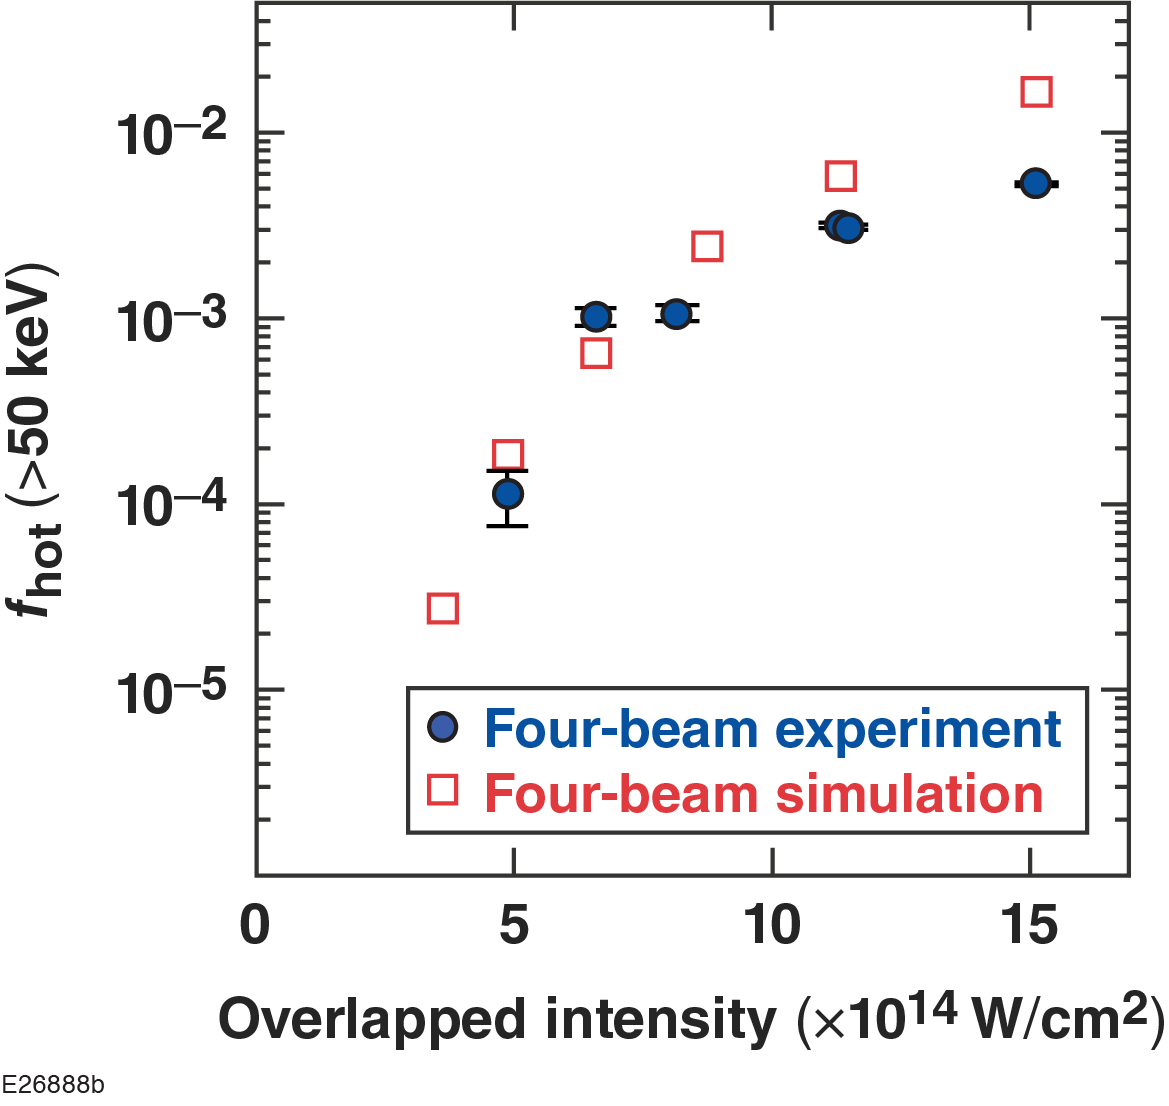 10⁻²
10⁻³
10⁻⁴
10⁻⁵
f_hot (>50 keV)
Four-beam experiment
Four-beam simulation
0 5 10 15
Overlapped intensity (×10¹⁴ W/cm²)
E26888b